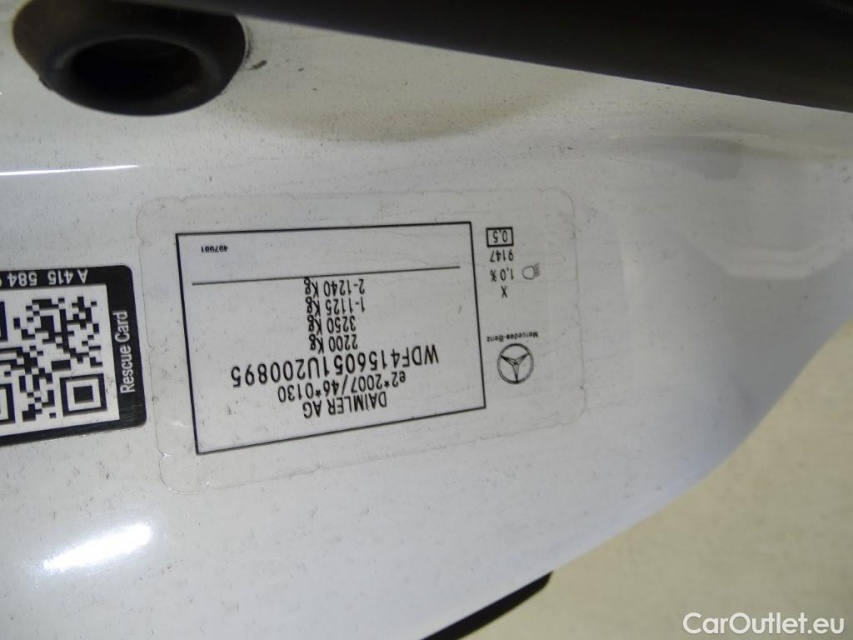 DAIMLER AG
e2*2007/46*0130
WDF4156051U200895
2200 kg
3250 kg
1-1125 kg
2-1240 kg
497981
Mercedes-Benz
X
1,0 %
9147
0.5
A 415 584
Rescue Card
CarOutlet.eu